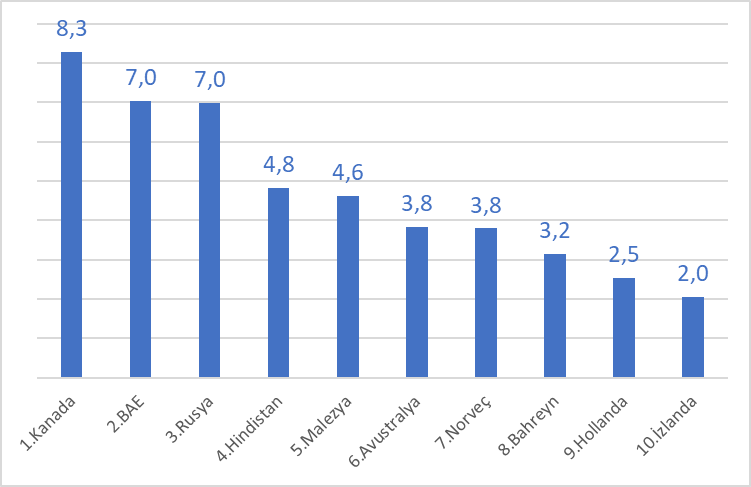 8,3
7,0
7,0
4,8
4,6
3,8
3,8
3,2
2,5
2,0
1.Kanada
2.BAE
3.Rusya
4.Hindistan
5.Malezya
6.Avustralya
7.Norveç
8.Bahreyn
9.Hollanda
10.İzlanda